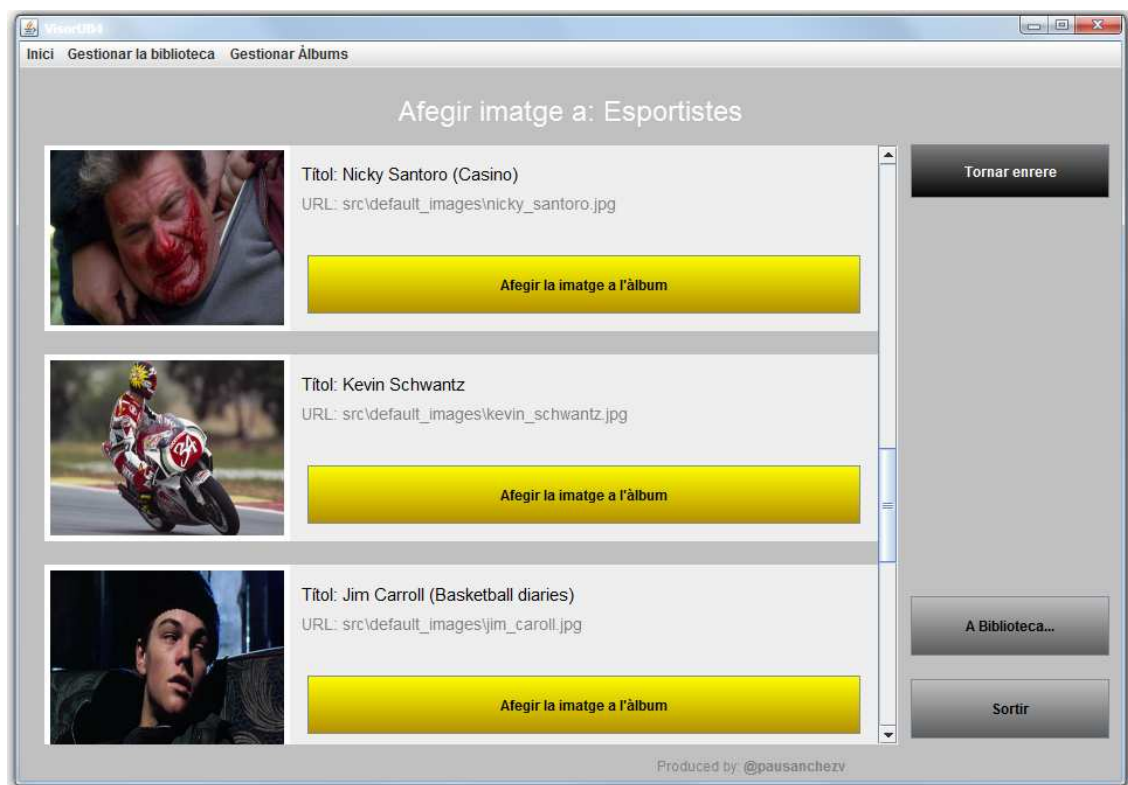 VisorUB4
Inici Gestionar la biblioteca Gestionar Àlbums
Afegir imatge a: Esportistes
Títol: Nicky Santoro (Casino)
URL: src\default_images\nicky_santoro.jpg
Afegir la imatge a l'àlbum
Títol: Kevin Schwantz
URL: src\default_images\kevin_schwantz.jpg
34
Afegir la imatge a l'àlbum
Títol: Jim Carroll (Basketball diaries)
URL: src\default_images\jim_caroll.jpg
Afegir la imatge a l'àlbum
Tornar enrere
A Biblioteca...
Sortir
Produced by: @pausanchezv